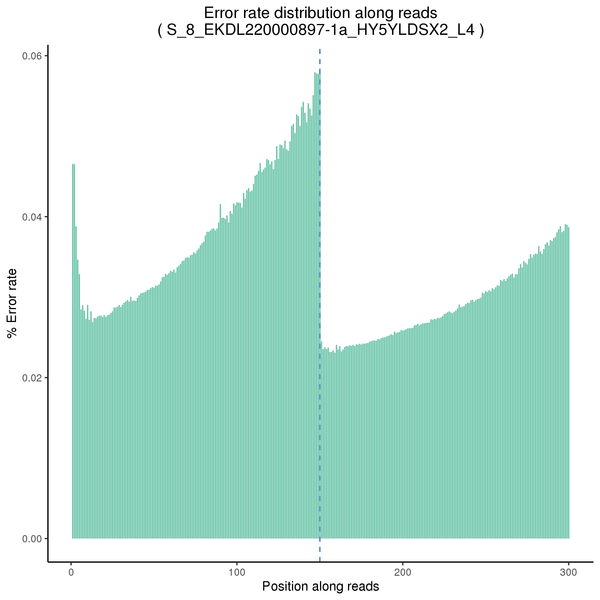 Error rate distribution along reads
( S_8_EKDL220000897-1a_HY5YLDSX2_L4 )
% Error rate
0.06
0.04
0.02
0.00
0
100
200
300
Position along reads